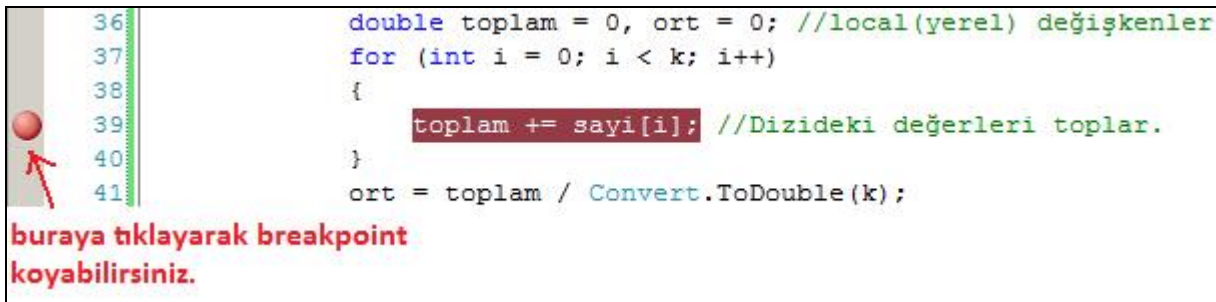 36 double toplam = 0, ort = 0; //local(yerel) değişkenler
37 for (int i = 0; i < k; i++)
38 {
39 toplam += sayi[i]; //Dizideki değerleri toplar.
40 }
41 ort = toplam / Convert.ToDouble(k);
buraya tıklayarak breakpoint
koyabilirsiniz.